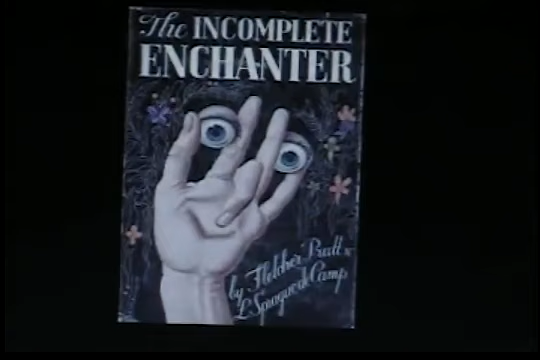 The INCOMPLETE
ENCHANTER
by Fletcher Pratt &
L. Sprague de Camp